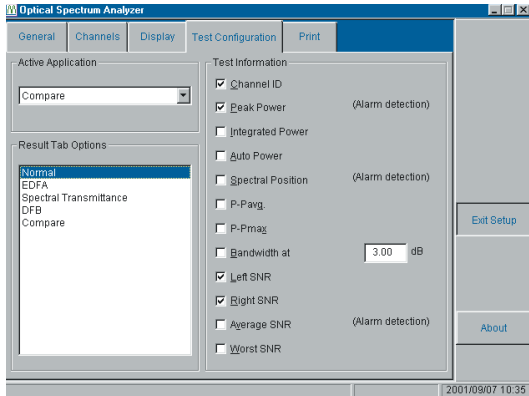 Optical Spectrum Analyzer
General Channels Display Test Configuration Print
Active Application
Compare
Result Tab Options
Normal
EDFA
Spectral Transmittance
DFB
Compare
Test Information
Channel ID
Peak Power (Alarm detection)
Integrated Power
Auto Power
Spectral Position (Alarm detection)
P-Pavg.
P-Pmax
Bandwidth at 3.00 dB
Left SNR
Right SNR
Average SNR (Alarm detection)
Worst SNR
Exit Setup
About
2001/09/07 10:35